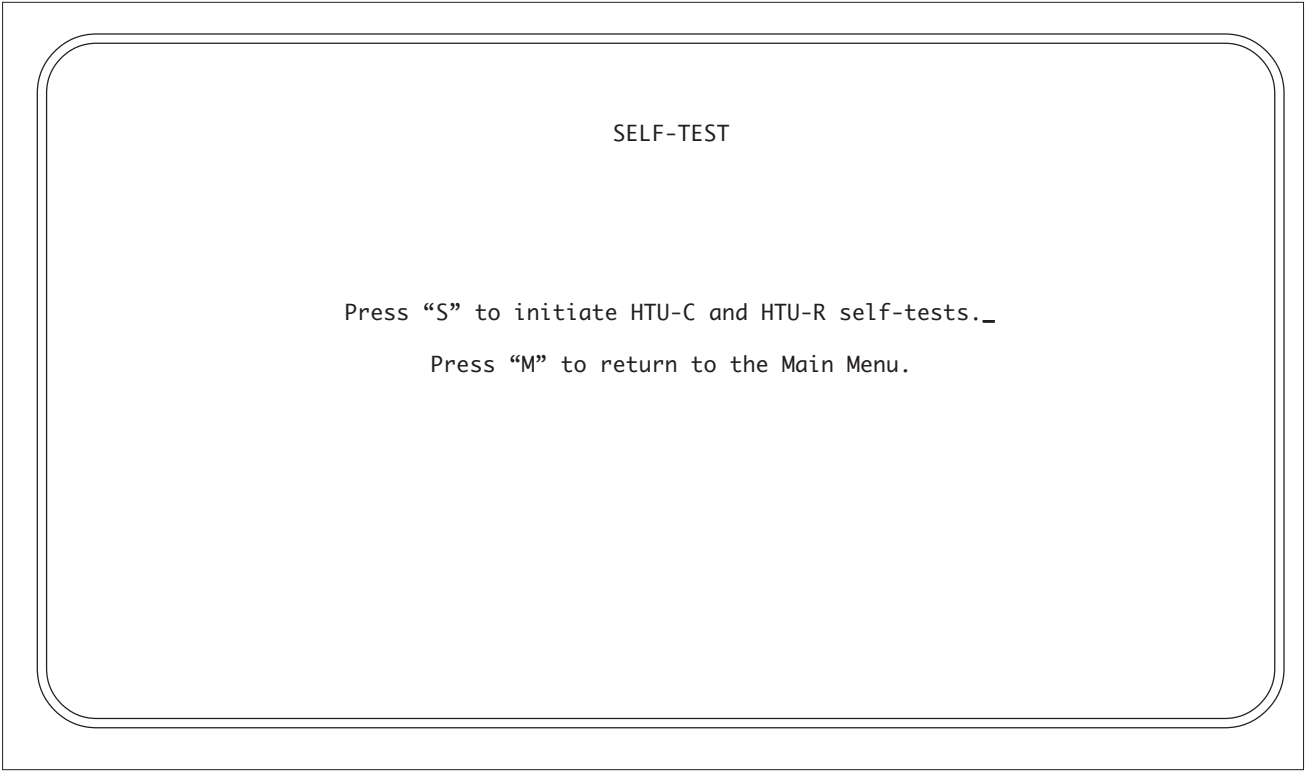 SELF-TEST
Press “S” to initiate HTU-C and HTU-R self-tests._
Press “M” to return to the Main Menu.